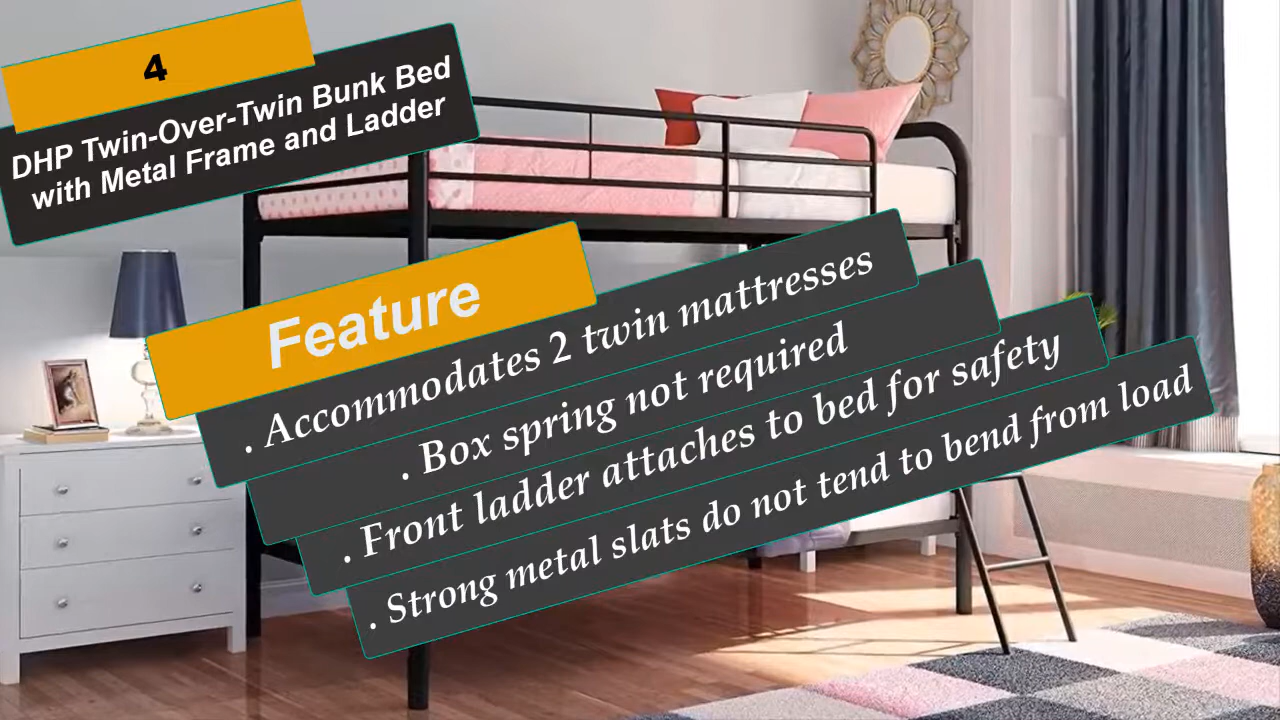 4
DHP Twin-Over-Twin Bunk Bed
with Metal Frame and Ladder
Feature
. Accommodates 2 twin mattresses
. Box spring not required
. Front ladder attaches to bed for safety
. Strong metal slats do not tend to bend from load